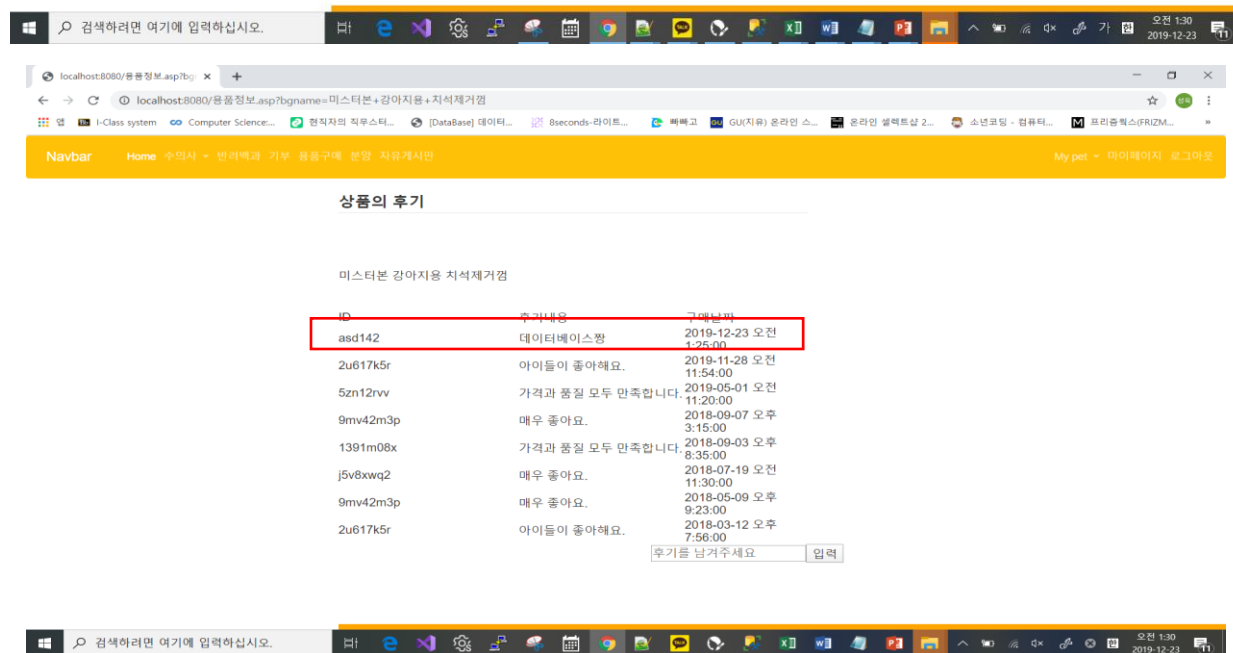 검색하려면 여기에 입력하십시오.
가
오전 1:30
2019-12-23
11
localhost:8080/용품정보.asp?bg
localhost:8080/용품정보.asp?bgname=미스터본+강아지용+치석제거껌
앱 I-Class system Computer Science:... 현직자의 직무스터... [DataBase] 데이터... 8seconds-라이트... 빠빠고 GU(지유) 온라인 스... 온라인 셀렉트샵 2... 소년코딩 - 컴퓨터... 프리즘웍스(FRIZM... »
Navbar Home 수의사 반려백과 기부 용품구매 분양 자유게시판 My pet 마이페이지 로그아웃
상품의 후기
미스터본 강아지용 치석제거껌
ID 후기내용 구매날짜
asd142 데이터베이스짱 2019-12-23 오전
1:25:00
2u617k5r 아이들이 좋아해요. 2019-11-28 오전
11:54:00
5zn12rvv 가격과 품질 모두 만족합니다. 2019-05-01 오전
11:20:00
9mv42m3p 매우 좋아요. 2018-09-07 오후
3:15:00
1391m08x 가격과 품질 모두 만족합니다. 2018-09-03 오후
8:35:00
j5v8xwq2 매우 좋아요. 2018-07-19 오전
11:30:00
9mv42m3p 매우 좋아요. 2018-05-09 오후
9:23:00
2u617k5r 아이들이 좋아해요. 2018-03-12 오후
7:56:00
후기를 남겨주세요 입력
검색하려면 여기에 입력하십시오.
오전 1:30
2019-12-23